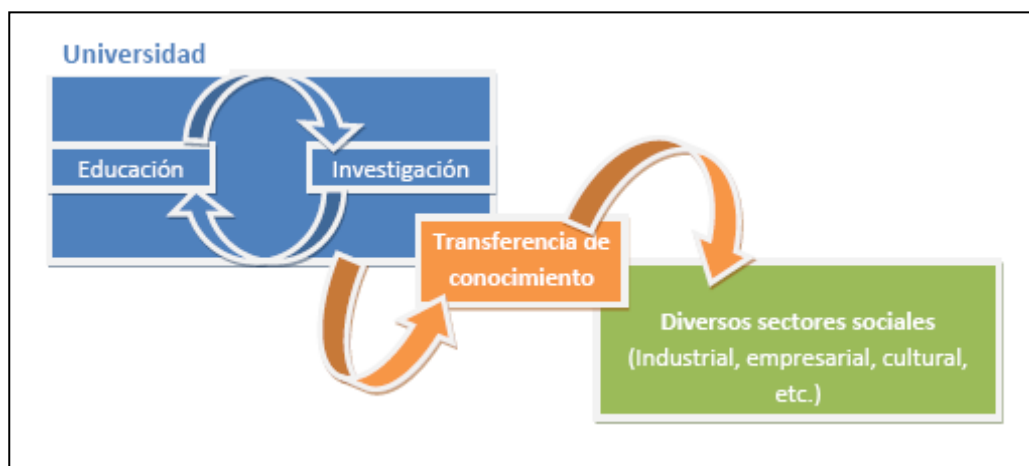 Universidad
Educación
Investigación
Transferencia de
conocimiento
Diversos sectores sociales
(Industrial, empresarial, cultural,
etc.)